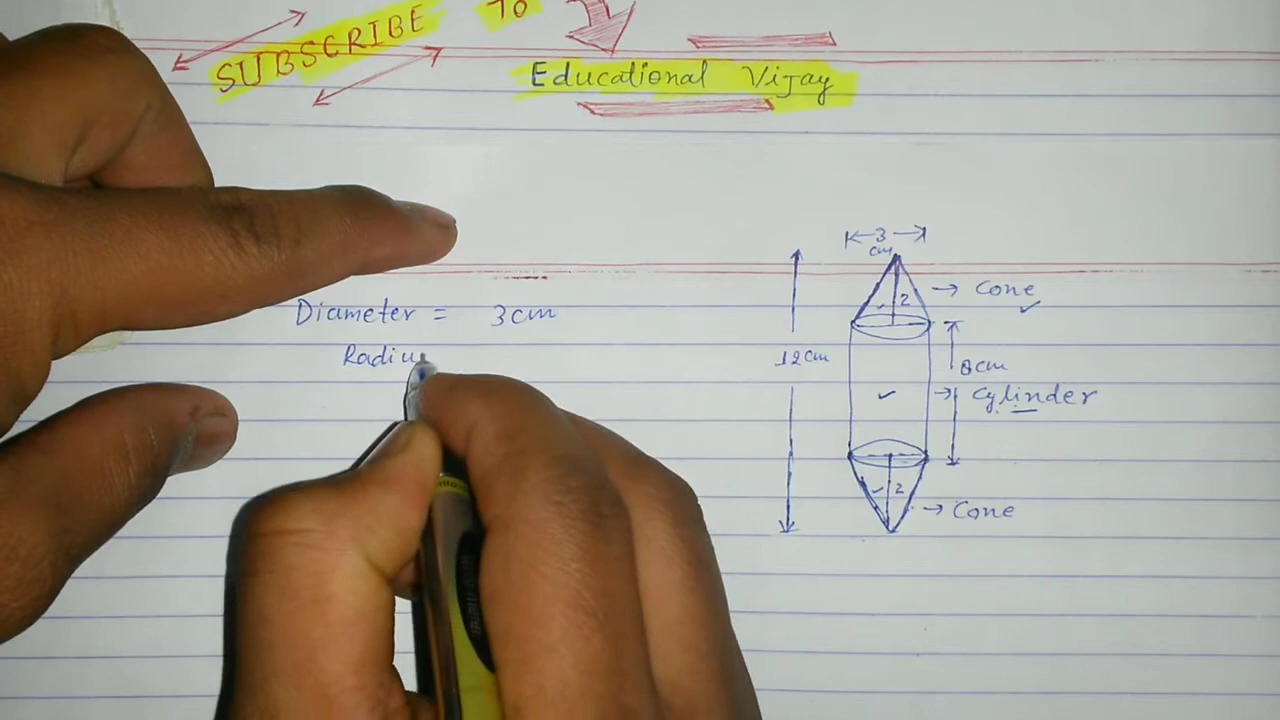 SUBSCRIBE TO
Educational Vijay
3
cm
2 → Cone
Diameter = 3cm
Radiu
12cm
8cm
→ Cylinder
2
→ Cone